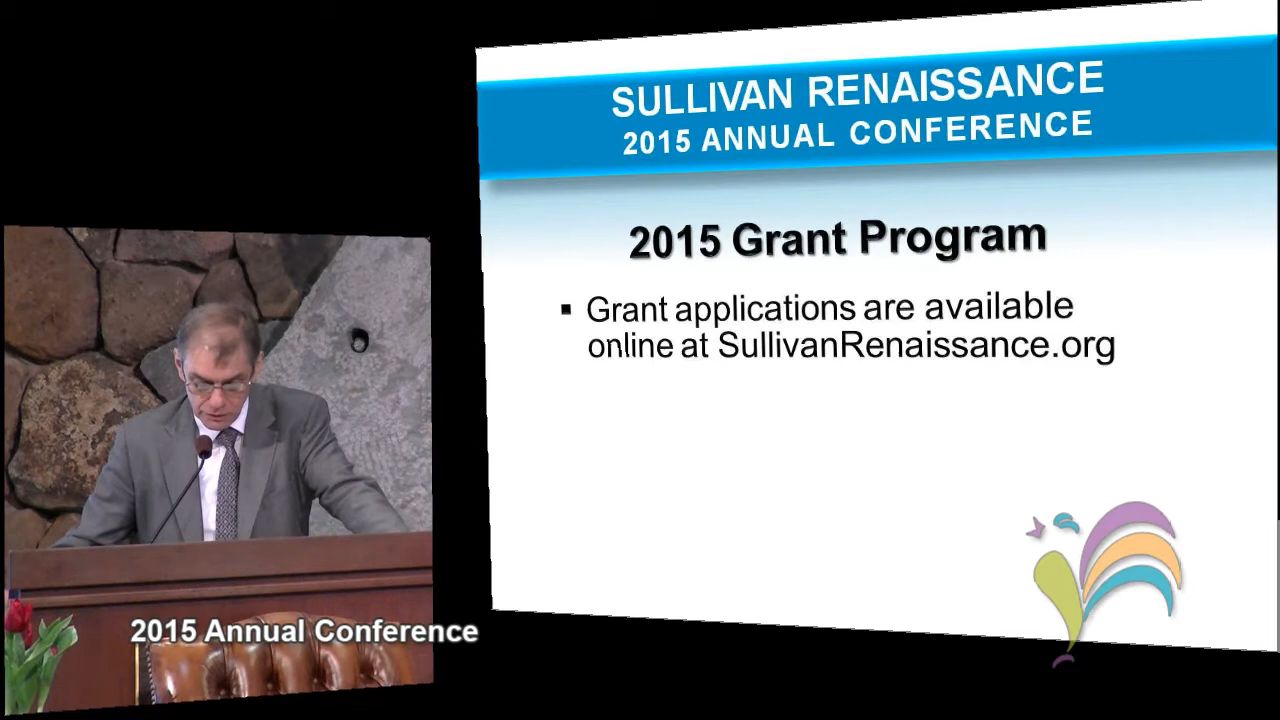 SULLIVAN RENAISSANCE
2015 ANNUAL CONFERENCE
2015 Grant Program
▪ Grant applications are available
online at SullivanRenaissance.org
2015 Annual Conference